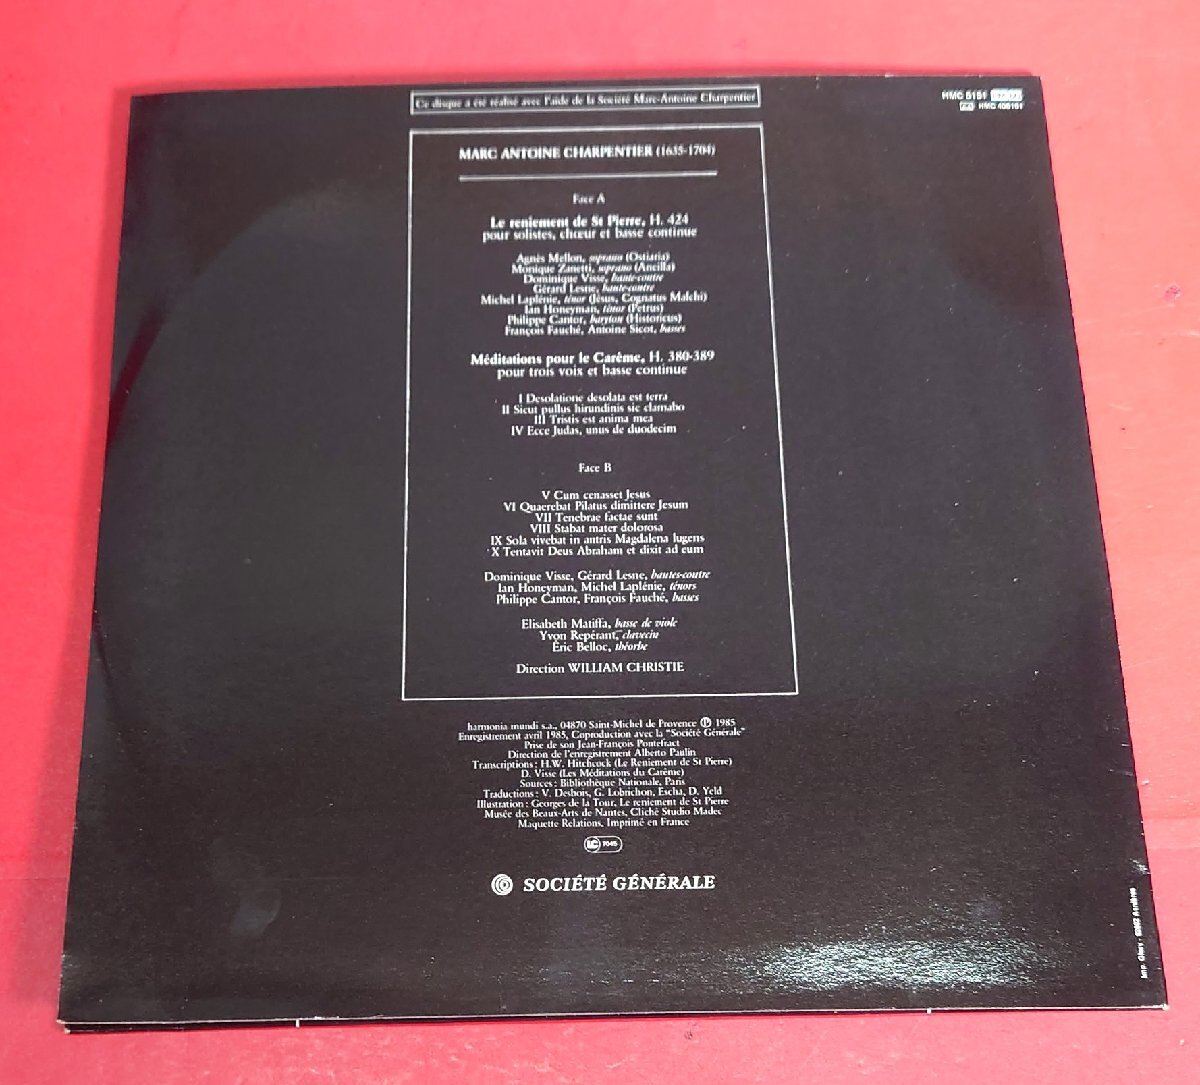 Ce disque a été réalisé avec l'aide de la Société Marc-Antoine Charpentier
HMC 5151
HMC 405151
MARC ANTOINE CHARPENTIER (1635-1704)
Face A
Le reniement de St Pierre, H. 424
pour solistes, chœur et basse continue
Agnès Mellon, soprano (Ostiaria)
Monique Zanetti, soprano (Ancilla)
Dominique Visse, haute-contre
Gérard Lesne, haute-contre
Michel Laplénie, ténor (Jésus, Cognatus Malchi)
Ian Honeyman, ténor (Petrus)
Philippe Cantor, baryton (Historicus)
François Fauché, Antoine Sicot, basses
Méditations pour le Carême, H. 380-389
pour trois voix et basse continue
I Desolatione desolata est terra
II Sicut pullus hirundinis sic clamabo
III Tristis est anima mea
IV Ecce Judas, unus de duodecim
Face B
V Cum cenasset Jesus
VI Quaerebat Pilatus dimittere Jesum
VII Tenebrae factae sunt
VIII Stabat mater dolorosa
IX Sola vivebat in antris Magdalena lugens
X Tentavit Deus Abraham et dixit ad eum
Dominique Visse, Gérard Lesne, hautes-contre
Ian Honeyman, Michel Laplénie, ténors
Philippe Cantor, François Fauché, basses
Elisabeth Matiffa, basse de viole
Yvon Repérant, clavecin
Éric Belloc, théorbe
Direction WILLIAM CHRISTIE
harmonia mundi s.a., 04870 Saint-Michel de Provence ℗ 1985
Enregistrement avril 1985, Coproduction avec la "Société Générale"
Prise de son Jean-François Pontefract
Direction de l'enregistrement Alberto Paulin
Transcriptions : H.W. Hitchcock (Le Reniement de St Pierre)
D. Visse (Les Méditations du Carême)
Sources : Bibliothèque Nationale, Paris
Traductions : V. Desbois, G. Lobrichon, Escha, D. Yeld
Illustration : Georges de la Tour, Le reniement de St Pierre
Musée des Beaux-Arts de Nantes, Cliché Studio Madec
Maquette Relations, Imprimé en France
LC 7045
SOCIÉTÉ GÉNÉRALE
Asnières